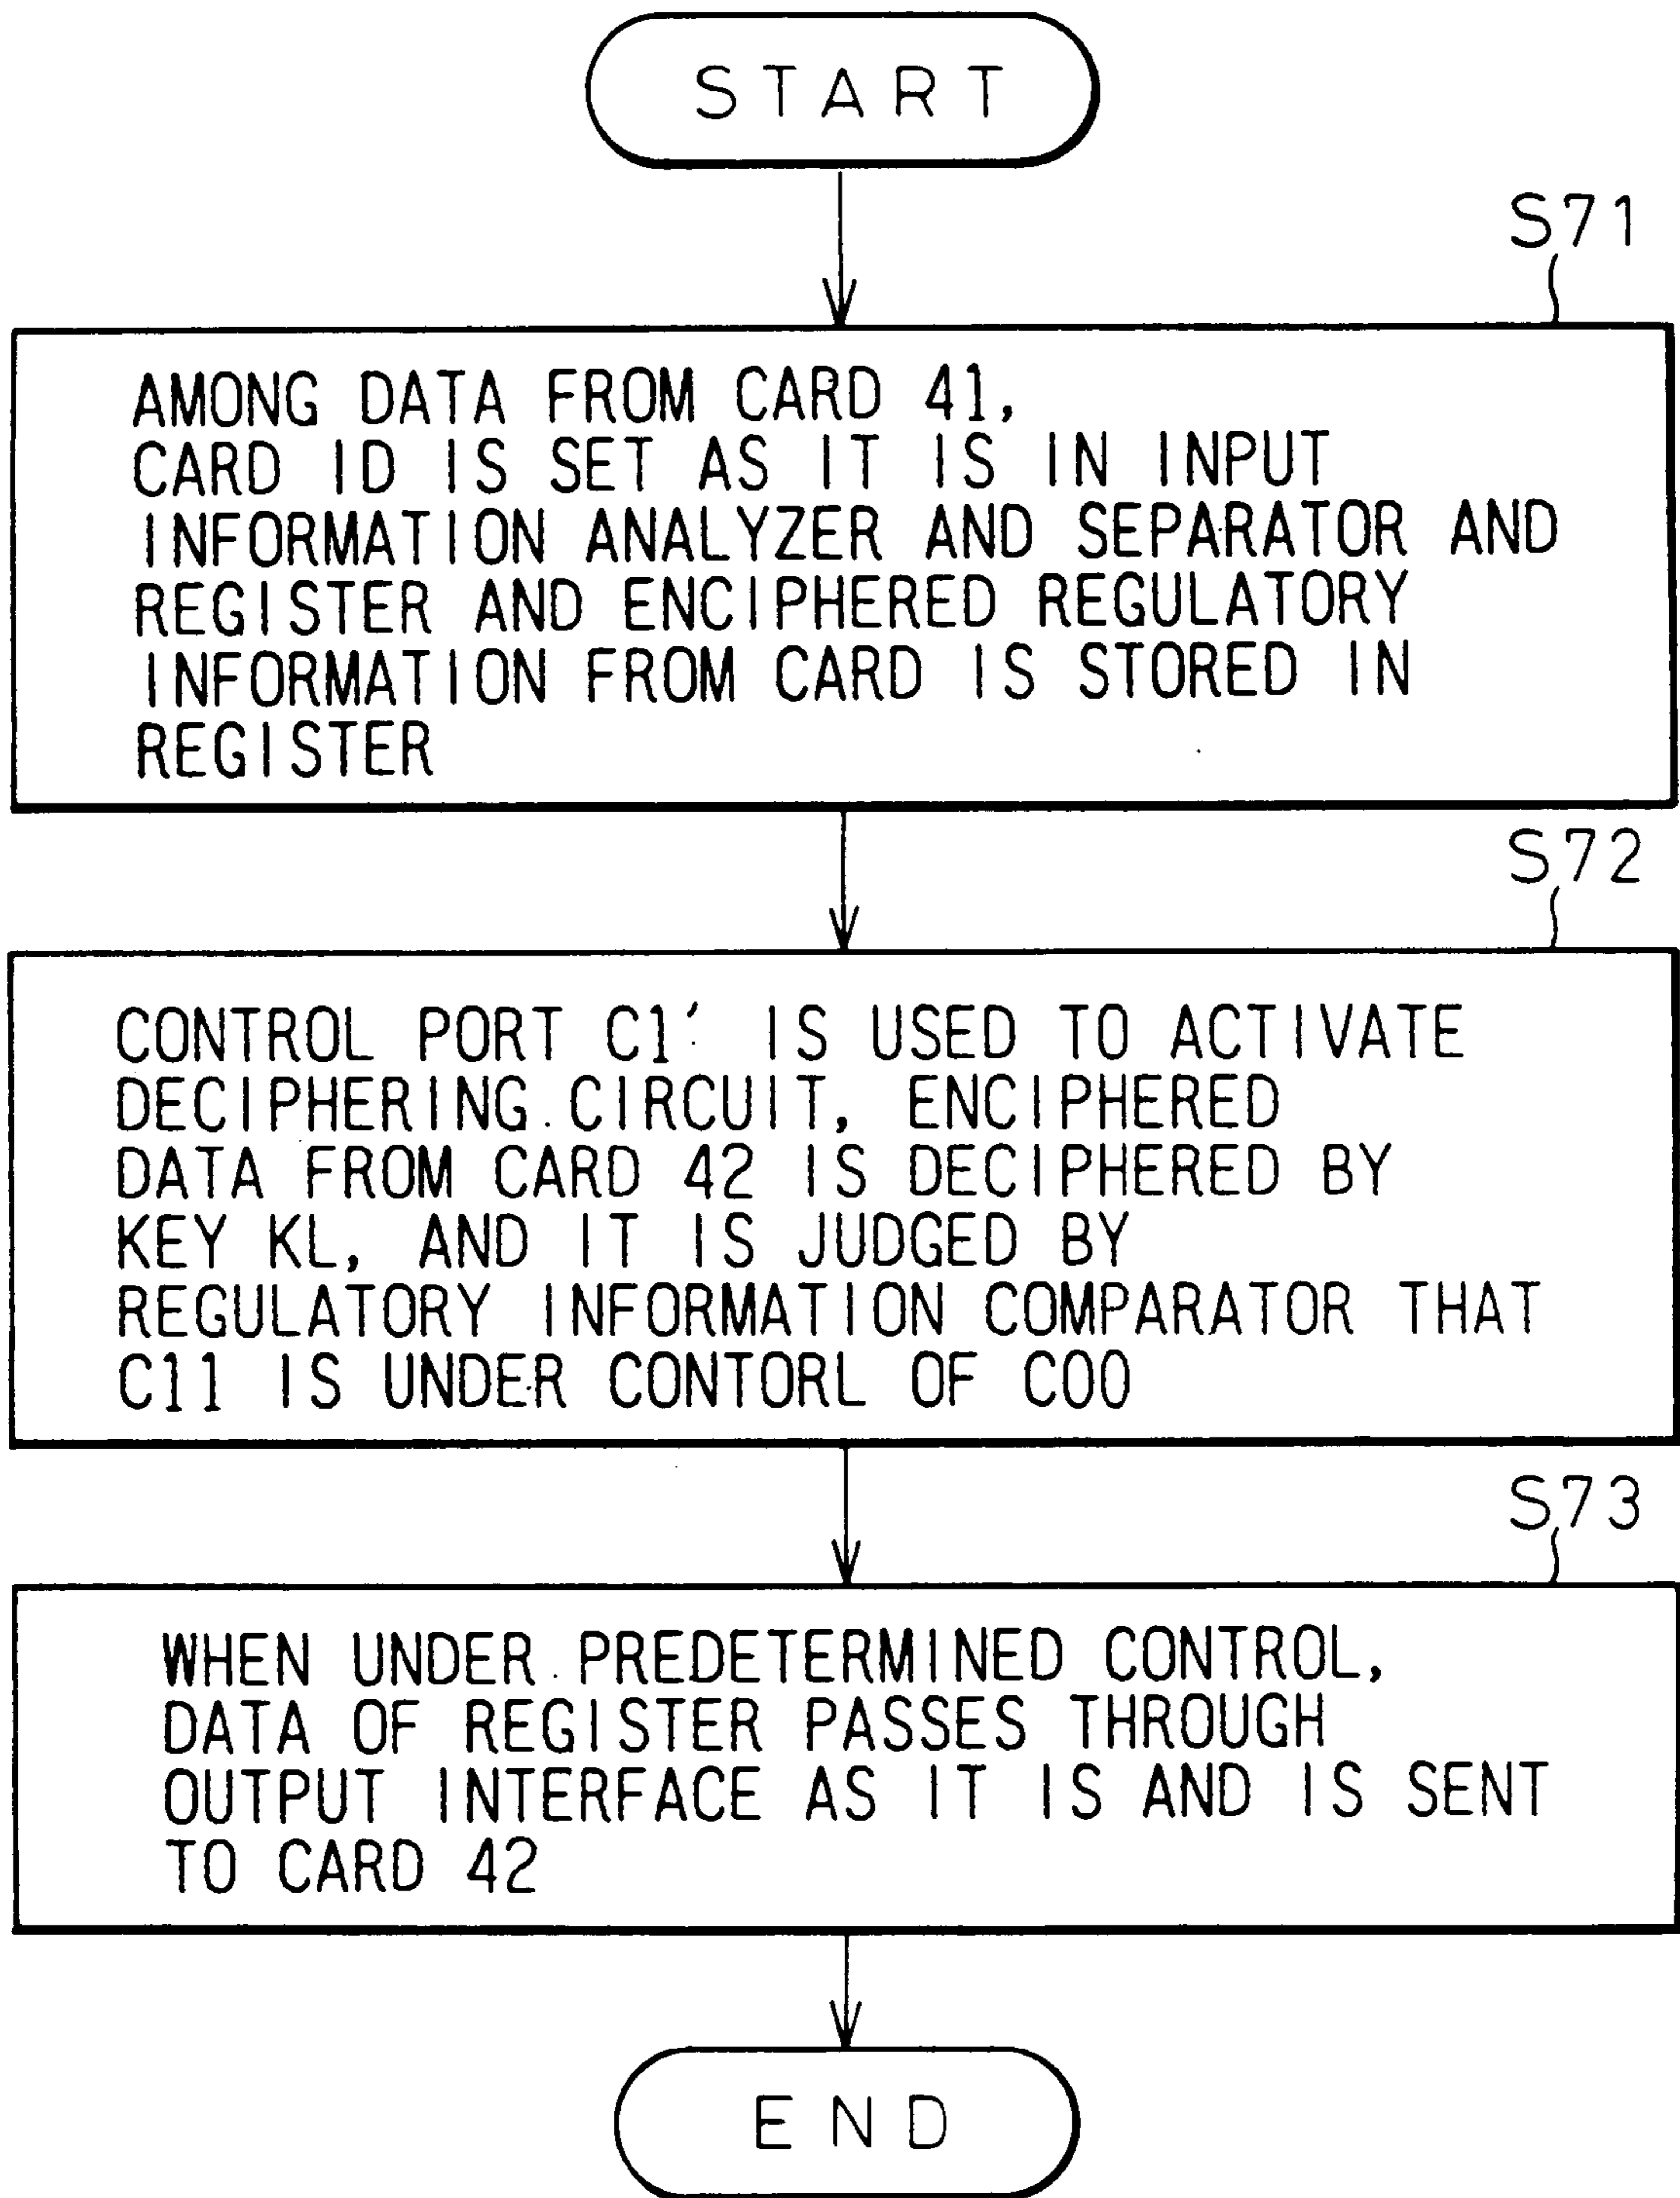 START
S71
AMONG DATA FROM CARD 41,
CARD ID IS SET AS IT IS IN INPUT
INFORMATION ANALYZER AND SEPARATOR AND
REGISTER AND ENCIPHERED REGULATORY
INFORMATION FROM CARD IS STORED IN
REGISTER
S72
CONTROL PORT C1' IS USED TO ACTIVATE
DECIPHERING CIRCUIT, ENCIPHERED
DATA FROM CARD 42 IS DECIPHERED BY
KEY KL, AND IT IS JUDGED BY
REGULATORY INFORMATION COMPARATOR THAT
C11 IS UNDER CONTORL OF C00
S73
WHEN UNDER PREDETERMINED CONTROL,
DATA OF REGISTER PASSES THROUGH
OUTPUT INTERFACE AS IT IS AND IS SENT
TO CARD 42
END